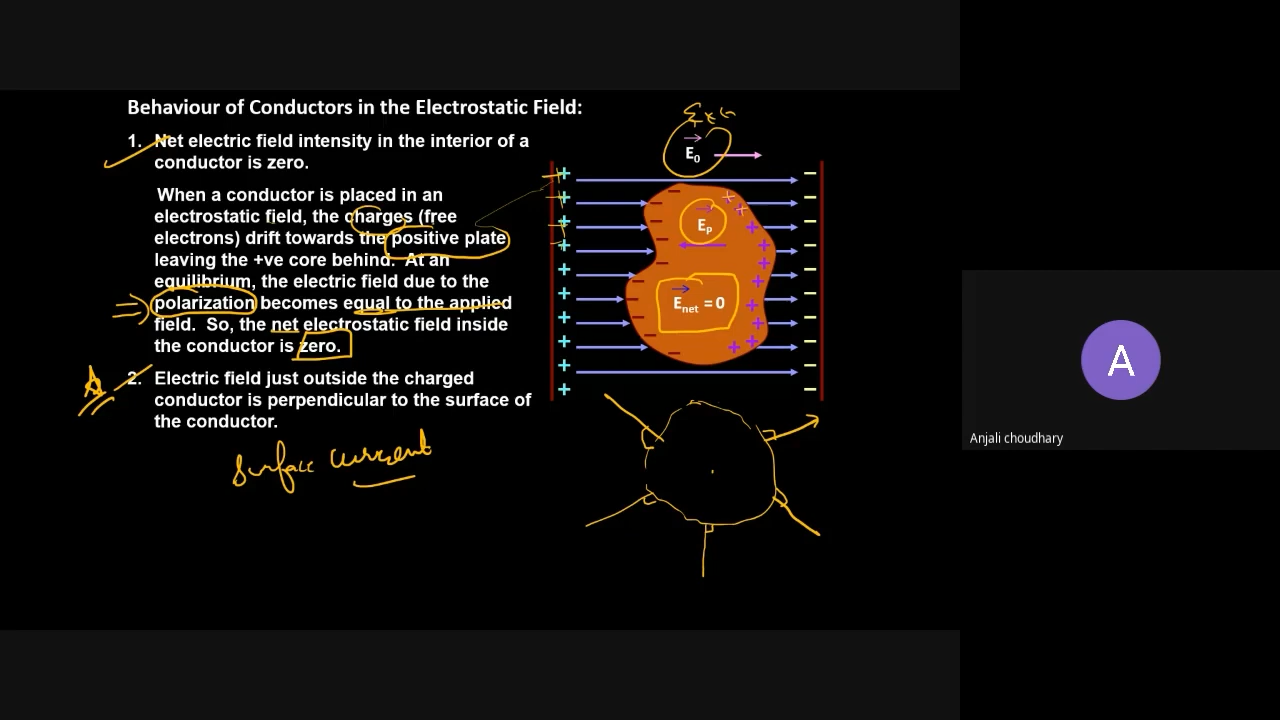 Behaviour of Conductors in the Electrostatic Field:
1. Net electric field intensity in the interior of a
conductor is zero.
When a conductor is placed in an
electrostatic field, the charges (free
electrons) drift towards the positive plate
leaving the +ve core behind. At an
equilibrium, the electric field due to the
polarization becomes equal to the applied
field. So, the net electrostatic field inside
the conductor is zero.
2. Electric field just outside the charged
conductor is perpendicular to the surface of
the conductor.
Surface current
E0
EP
Enet = 0
A
Anjali choudhary